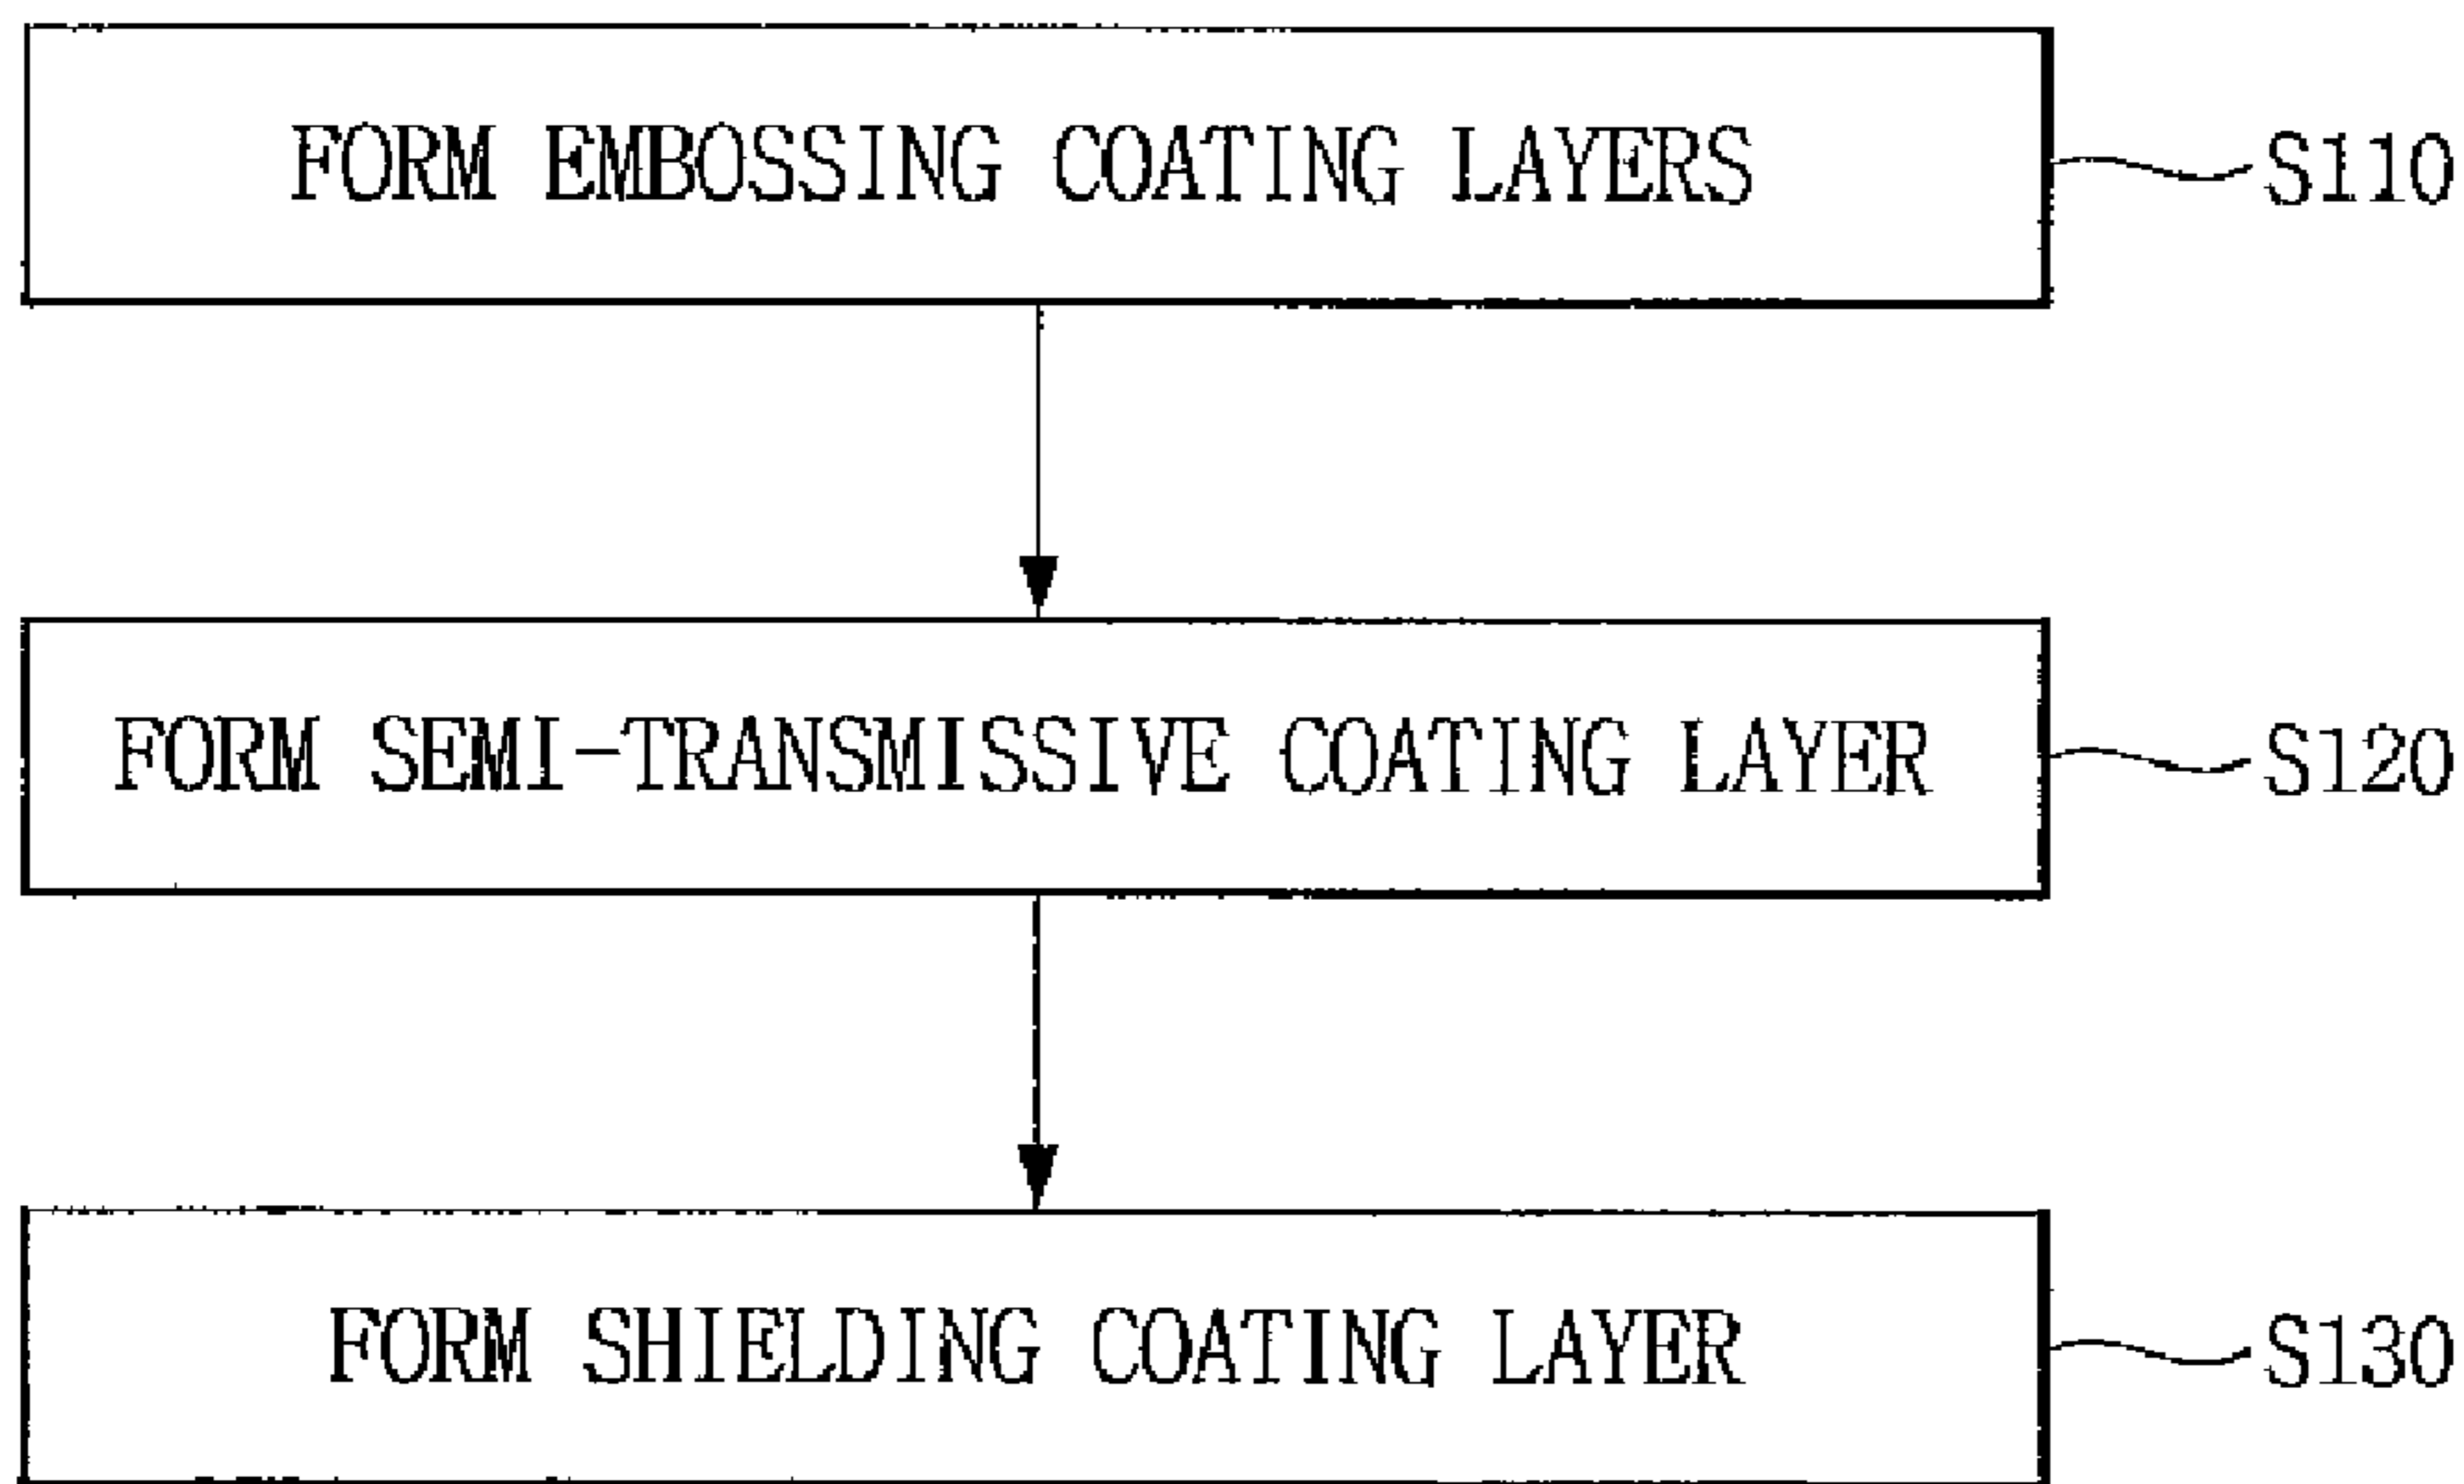 FORM EMBOSSING COATING LAYERS S110
FORM SEMI-TRANSMISSIVE COATING LAYER S120
FORM SHIELDING COATING LAYER S130